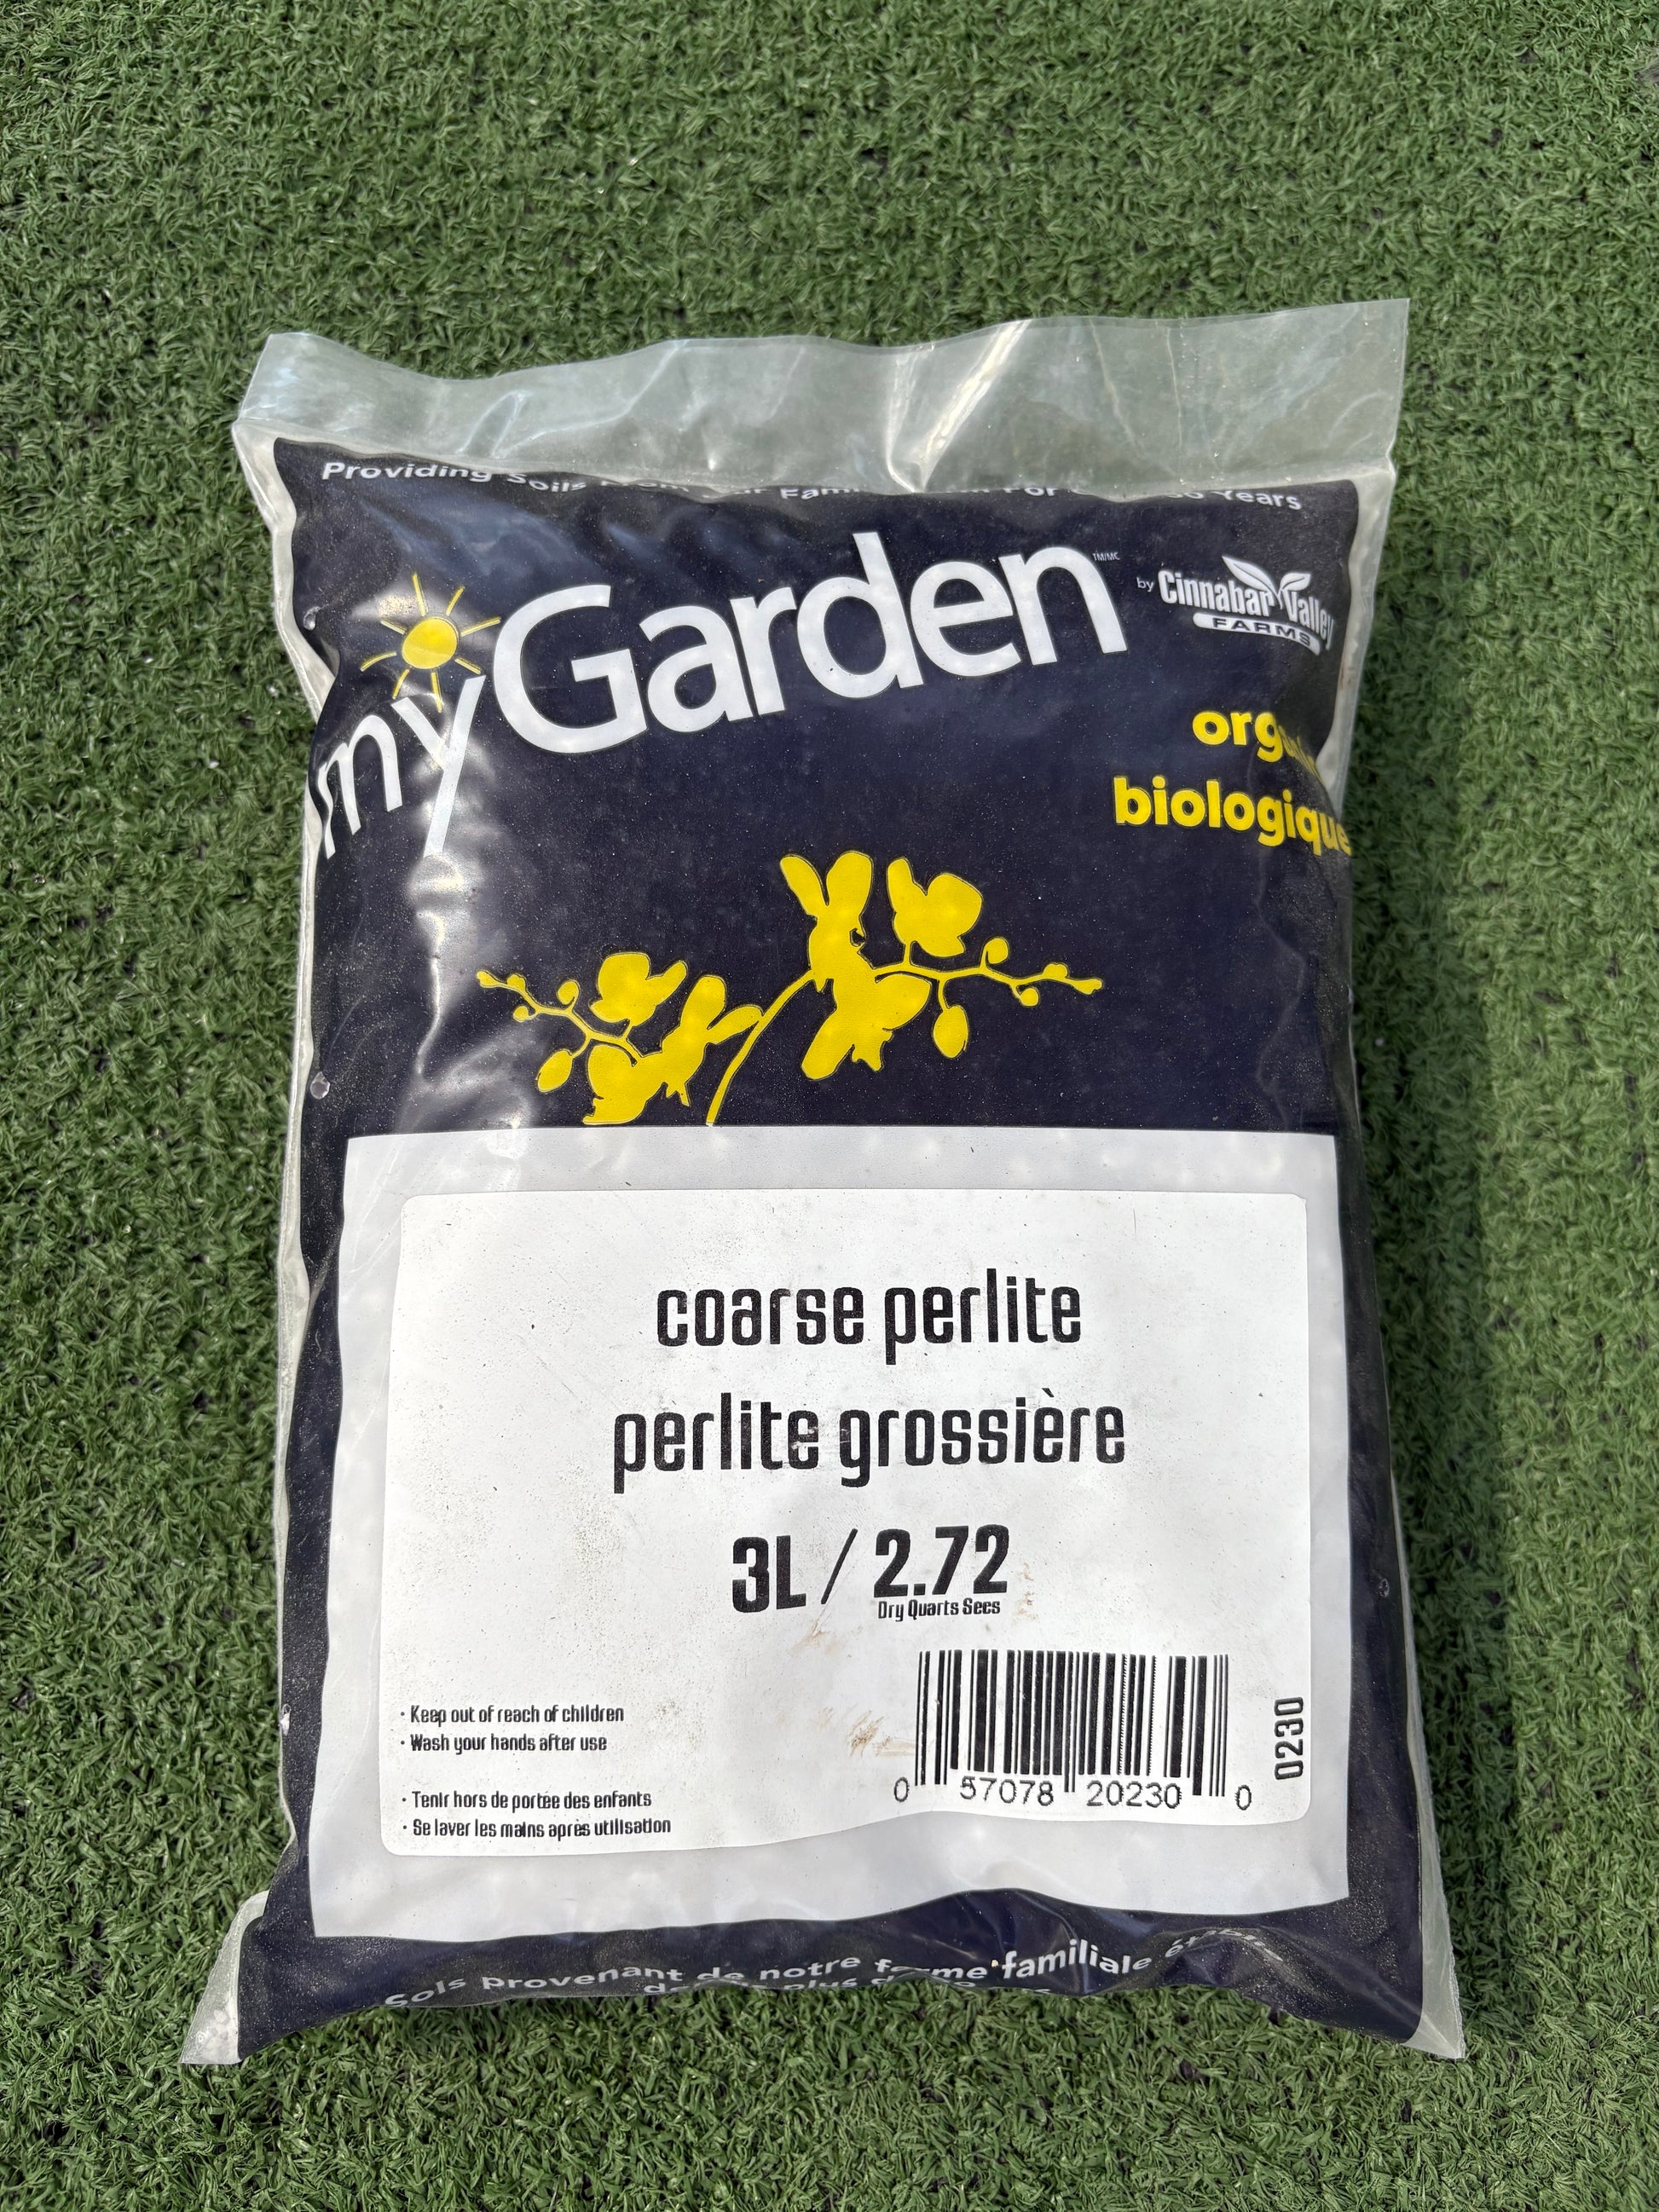 Providing Soils For Years
myGarden TM/MC
by Cinnabar Valley
FARMS
biologique
coarse perlite
perlite grossière
3L / 2.72
Dry Quarts Secs
• Keep out of reach of children
• Wash your hands after use
• Tenir hors de portée des enfants
• Se laver les mains après utilisation
0 57078 20230 0
0230
Sols provenant de notre ferme familiale
plus